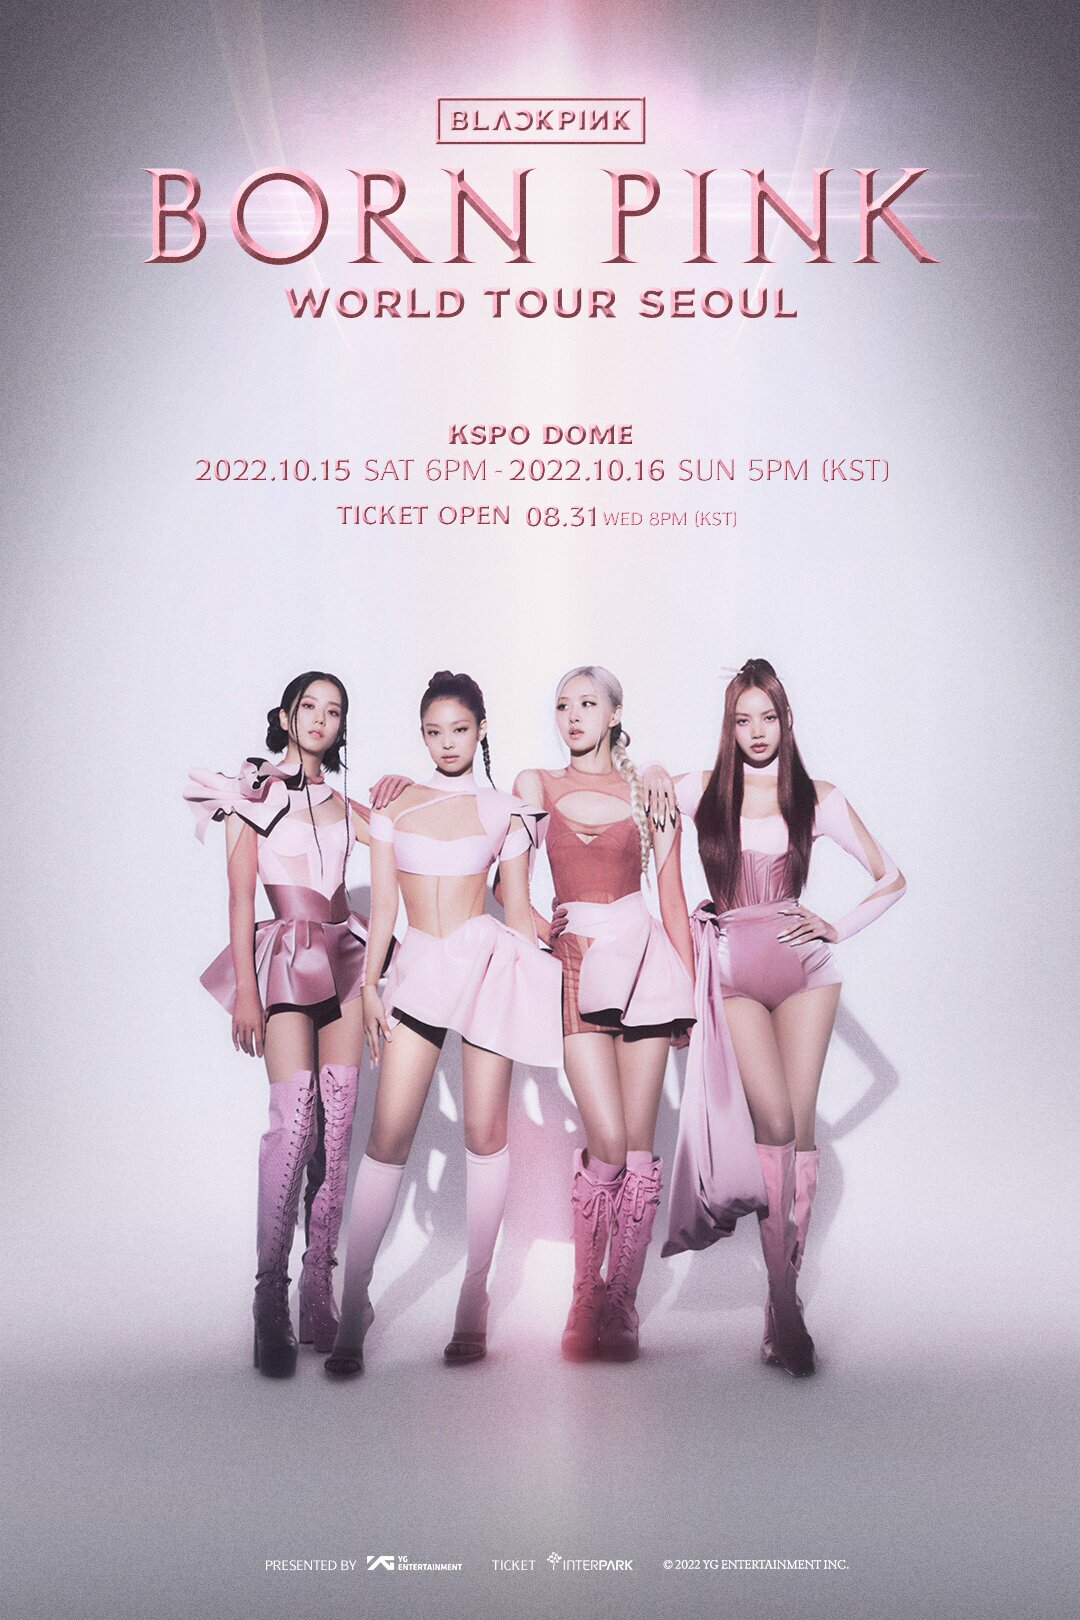 BLACKPINK
BORN PINK
WORLD TOUR SEOUL
KSPO DOME
2022.10.15 SAT 6PM - 2022.10.16 SUN 5PM (KST)
TICKET OPEN 08.31 WED 8PM (KST)
PRESENTED BY YG ENTERTAINMENT TICKET INTERPARK © 2022 YG ENTERTAINMENT INC.